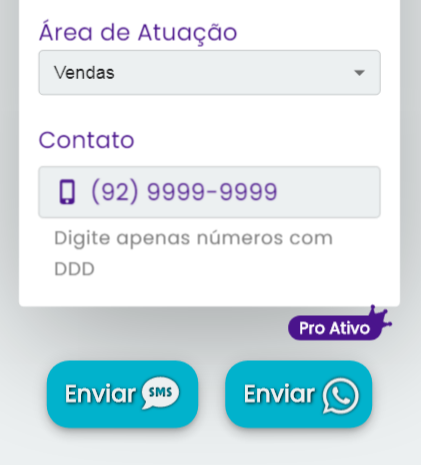 Área de Atuação
Vendas
Contato
(92) 9999-9999
Digite apenas números com
DDD
Pro Ativo
Enviar SMS
Enviar